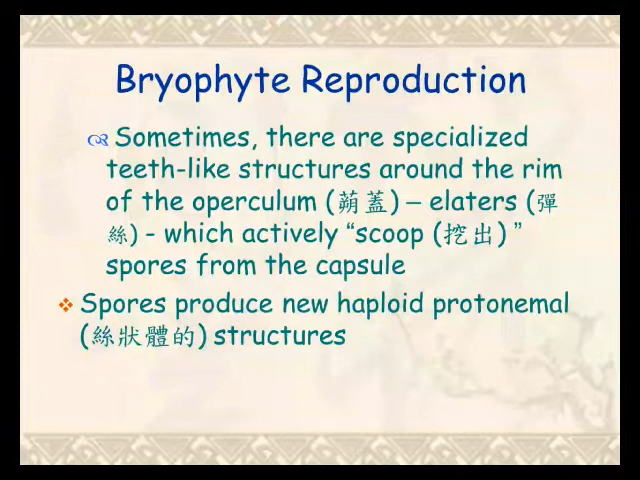 Bryophyte Reproduction
Sometimes, there are specialized
teeth-like structures around the rim
of the operculum (蒴蓋) – elaters (彈
絲) - which actively “scoop (挖出) ”
spores from the capsule
Spores produce new haploid protonemal
(絲狀體的) structures